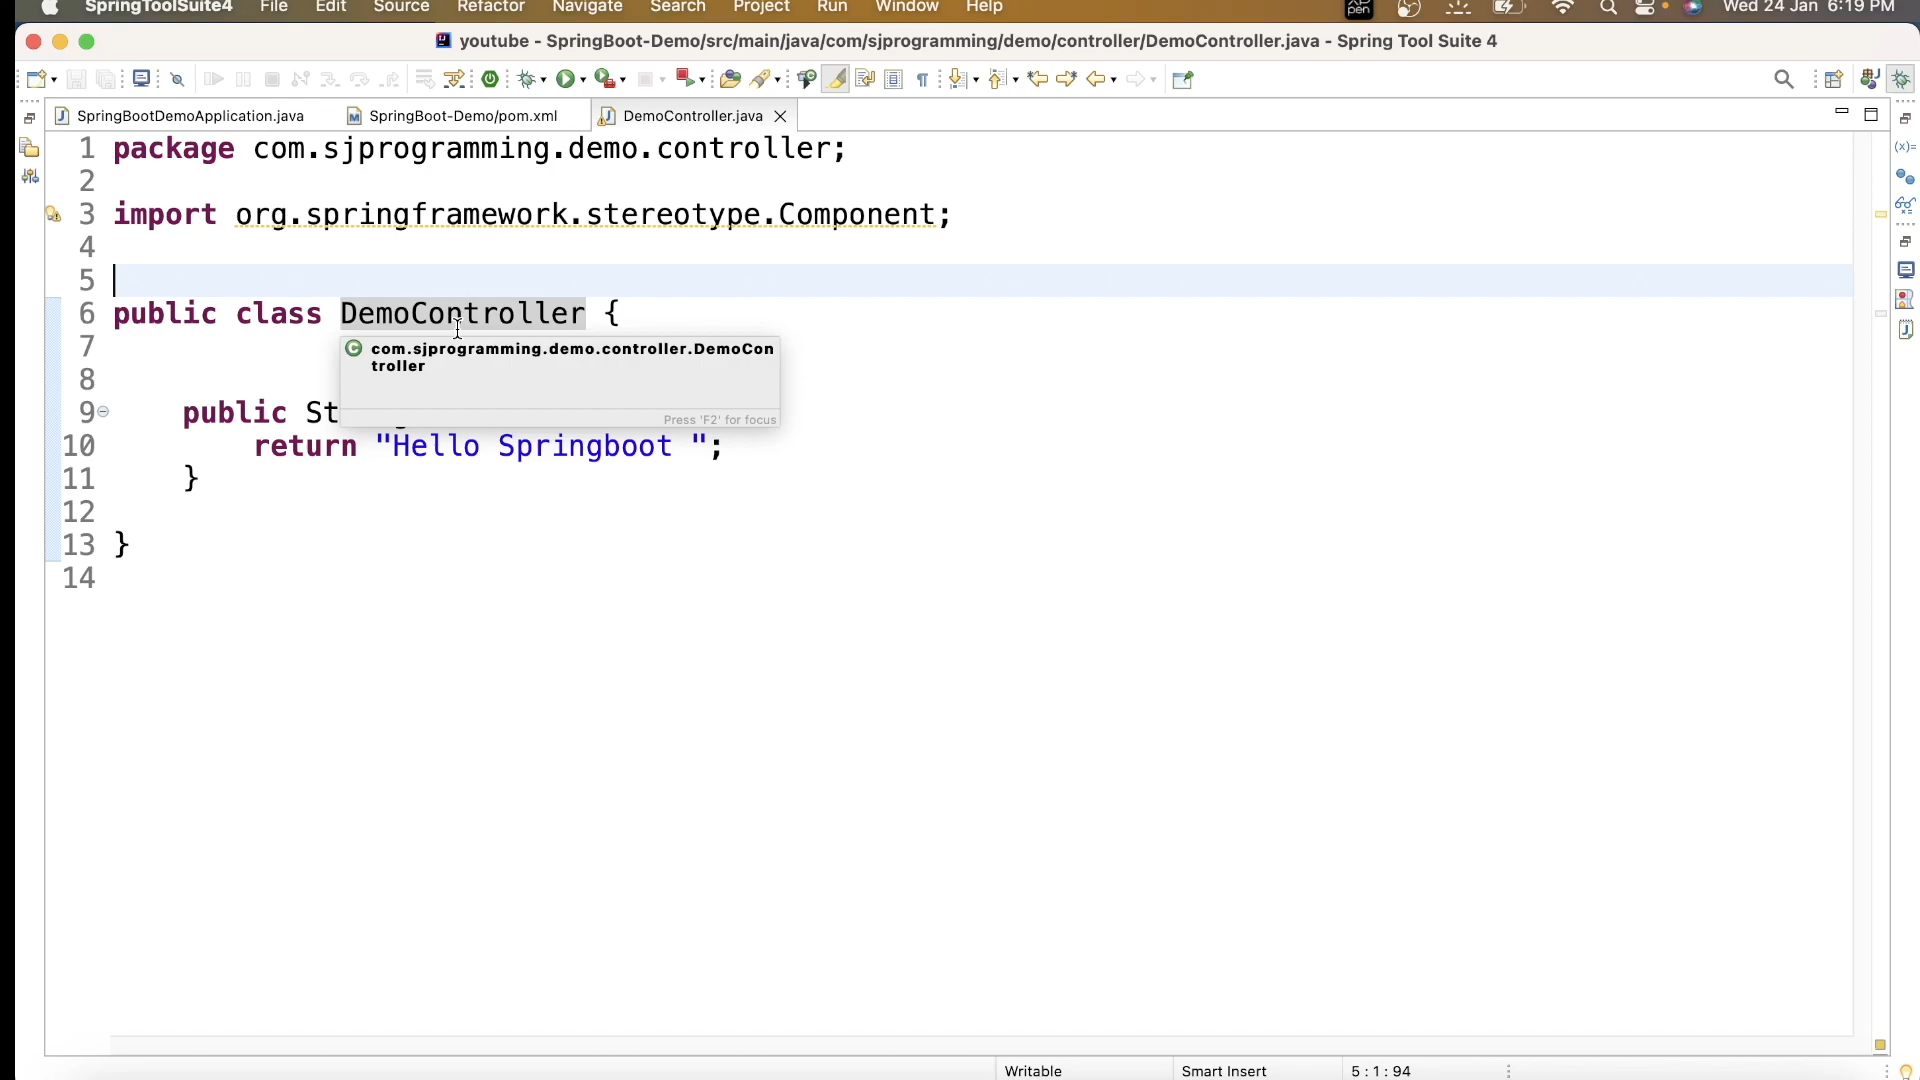 SpringToolSuite4 File Edit Source Refactor Navigate Search Project Run Window Help Wed 24 Jan 6:19 PM
youtube - SpringBoot-Demo/src/main/java/com/sjprogramming/demo/controller/DemoController.java - Spring Tool Suite 4
SpringBootDemoApplication.java SpringBoot-Demo/pom.xml DemoController.java
1 package com.sjprogramming.demo.controller;
2
3 import org.springframework.stereotype.Component;
4
5
6 public class DemoController {
7
com.sjprogramming.demo.controller.DemoCon
troller
8
9 public St
Press 'F2' for focus
10 return "Hello Springboot ";
11 }
12
13 }
14
Writable Smart Insert 5 : 1 : 94